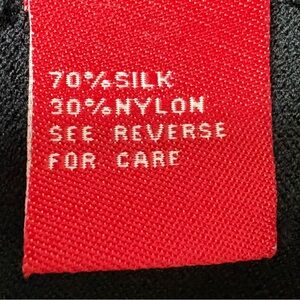 70%SILK
30%NYLON
SEE REVERSE
FOR CARE